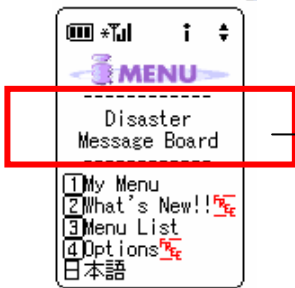 i
MENU
Disaster
Message Board
1My Menu
2What's New!!FREE
3Menu List
4OptionsFREE
日本語